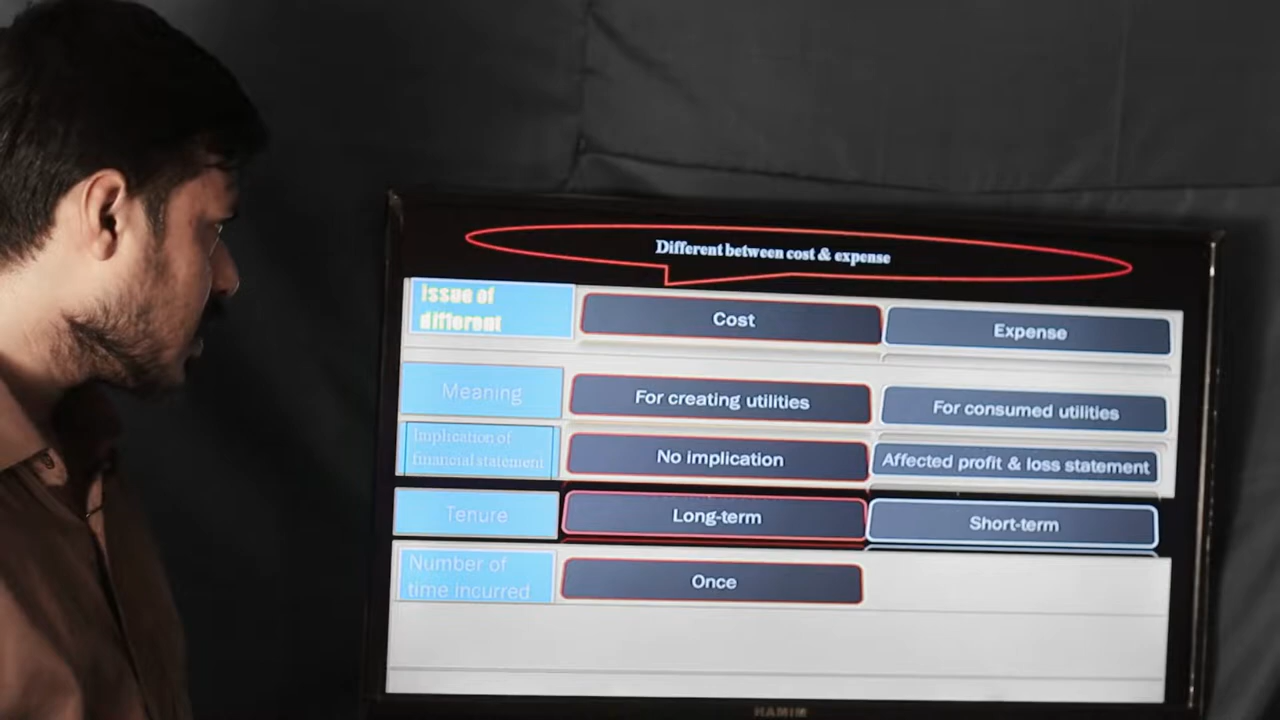 Different between cost & expense
Issue of
different
Cost
Expense
Meaning
For creating utilities
For consumed utilities
Implication of
financial statement
No implication
Affected profit & loss statement
Tenure
Long-term
Short-term
Number of
time incurred
Once
HAMIM